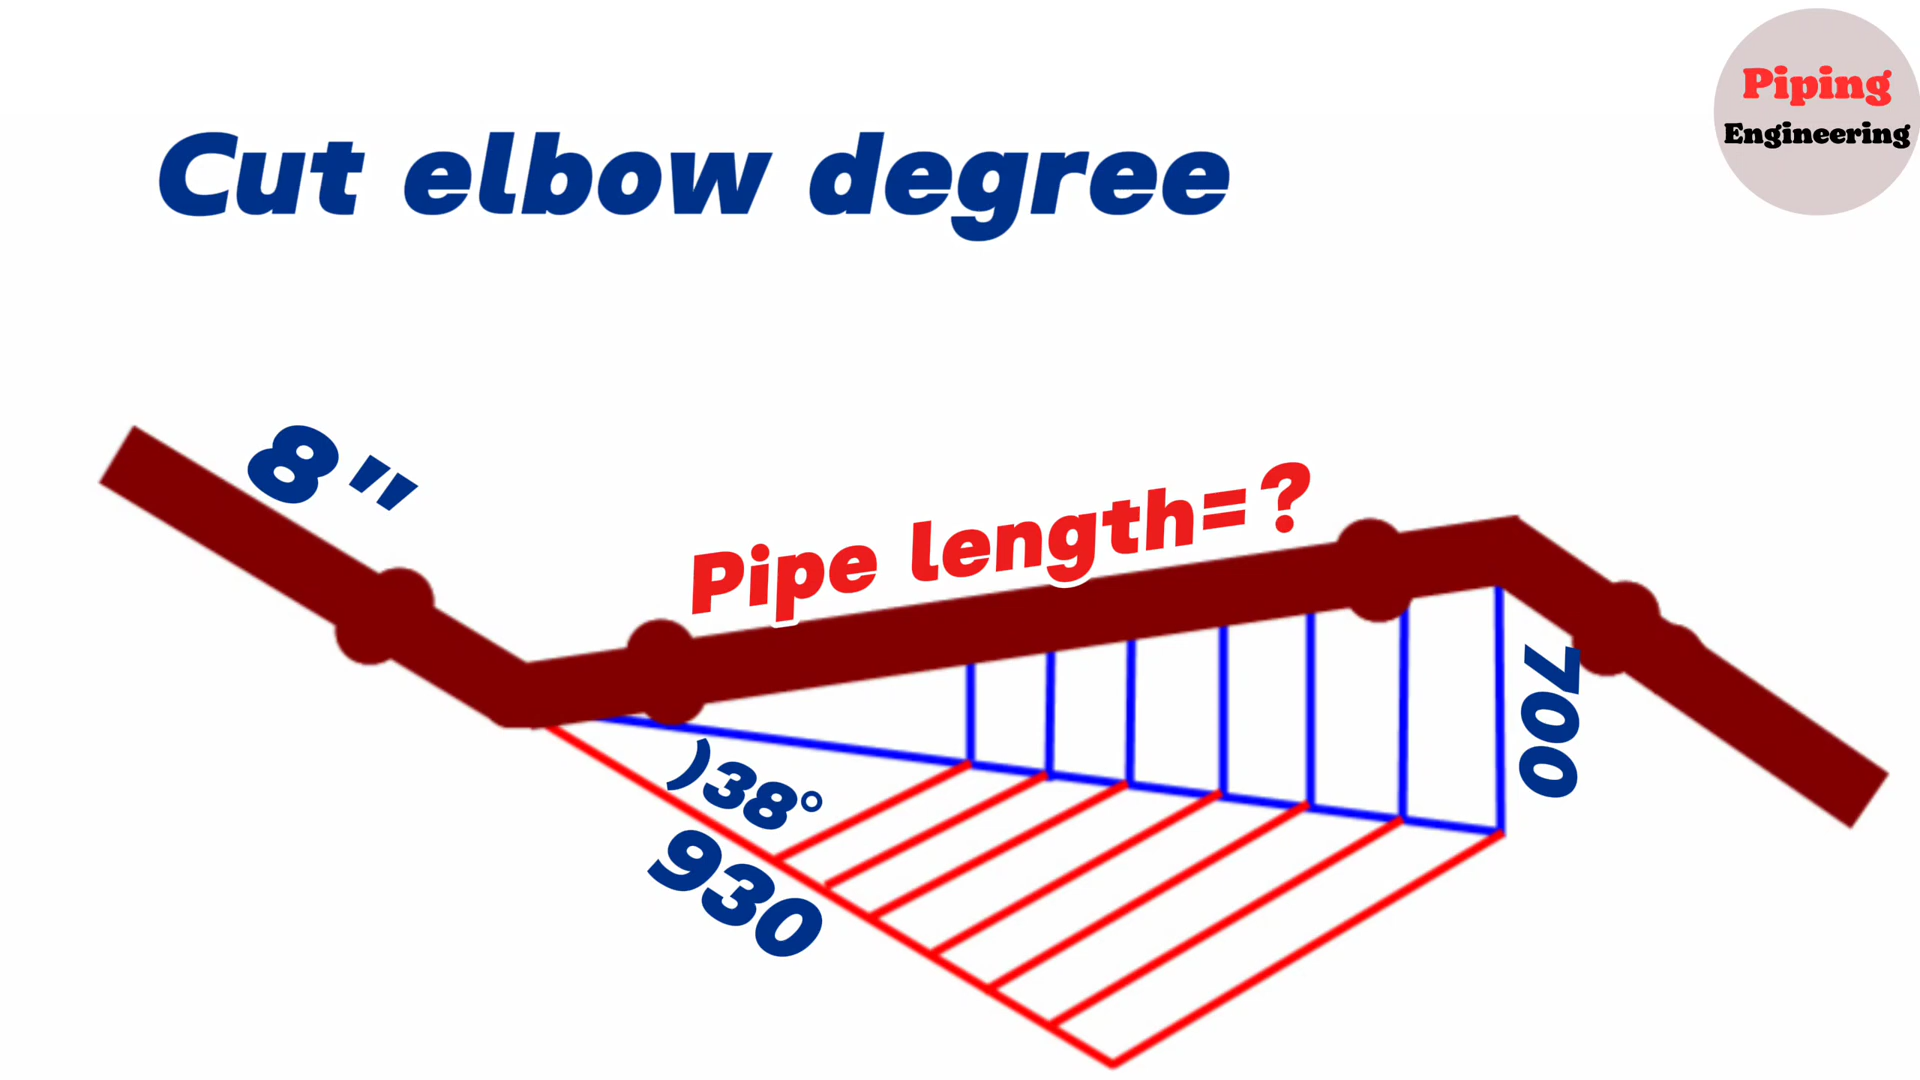 Piping
Engineering
Cut elbow degree
8"
Pipe length=?
700
)38°
930